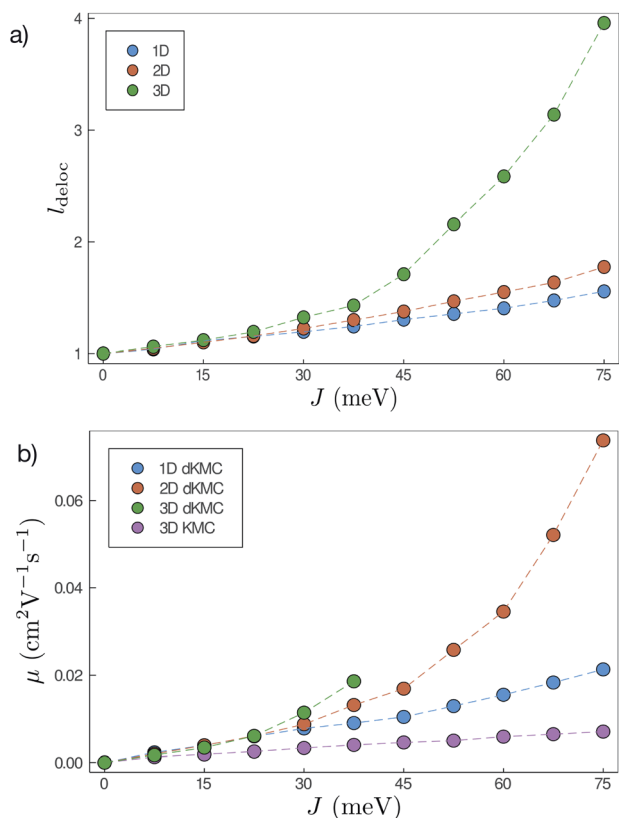 a)
4
3
2
1
l_deloc
1D
2D
3D
0 15 30 45 60 75
J (meV)
b)
0.06
0.04
0.02
0.00
μ (cm²V⁻¹s⁻¹)
1D dKMC
2D dKMC
3D dKMC
3D KMC
0 15 30 45 60 75
J (meV)